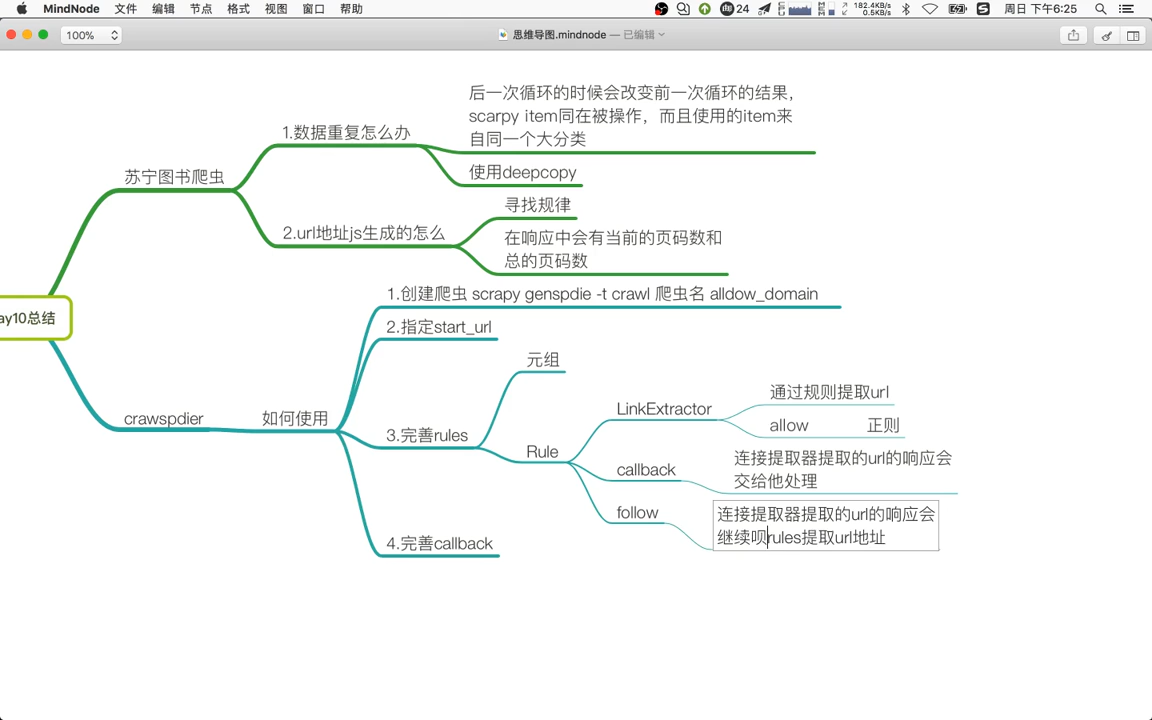 MindNode 文件 编辑 节点 格式 视图 窗口 帮助 24 182.4KB/s 0.5KB/s 周日 下午6:25
100% 思维导图.mindnode — 已编辑
后一次循环的时候会改变前一次循环的结果，
scarpy item同在被操作，而且使用的item来
自同一个大分类
1.数据重复怎么办
使用deepcopy
苏宁图书爬虫
寻找规律
2.url地址js生成的怎么
在响应中会有当前的页码数和
总的页码数
1.创建爬虫 scrapy genspdie -t crawl 爬虫名 alldow_domain
ay10总结
2.指定start_url
元组
通过规则提取url
LinkExtractor
allow 正则
crawspdier 如何使用
3.完善rules
Rule
连接提取器提取的url的响应会
交给他处理
callback
follow
连接提取器提取的url的响应会
继续呗rules提取url地址
4.完善callback